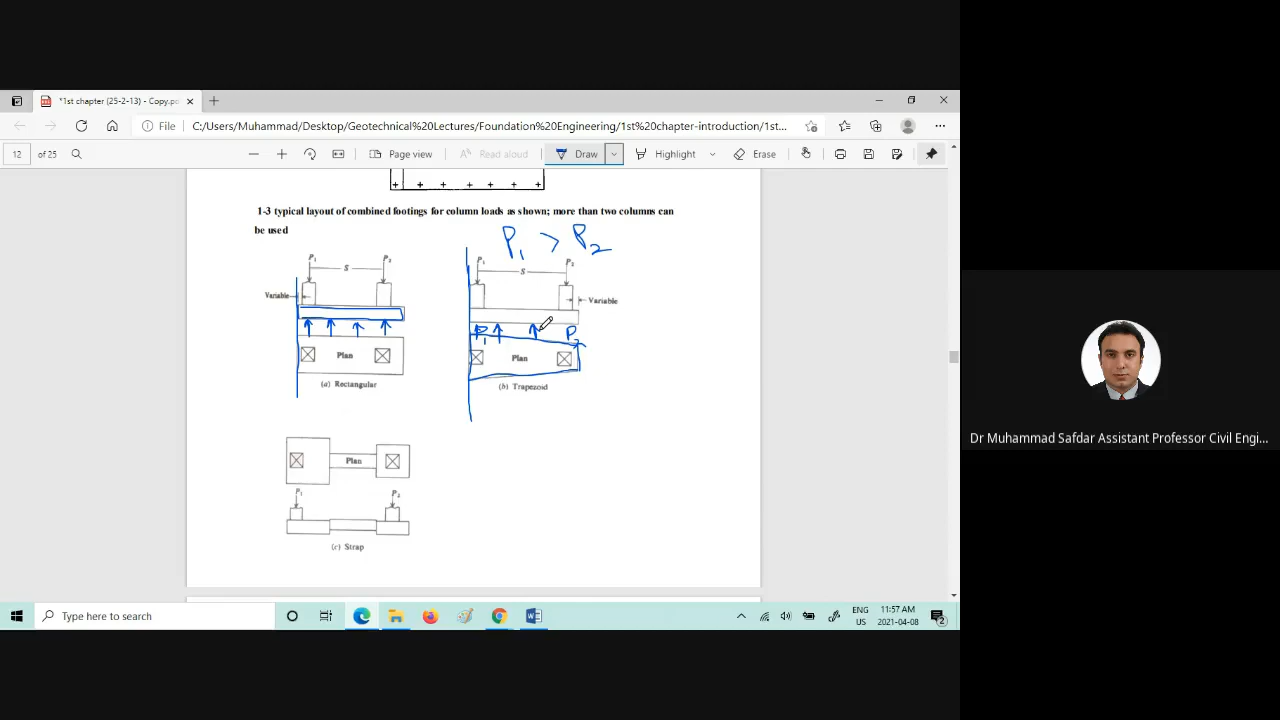 *1st chapter (25-2-13) - Copy.pd
File C:/Users/Muhammad/Desktop/Geotechnical%20Lectures/Foundation%20Engineering/1st%20chapter-introduction/1st...
12 of 25 Page view Read aloud Draw Highlight Erase
1-3 typical layout of combined footings for column loads as shown; more than two columns can
be used
P1 > P2
P1 S P2
Variable
Plan
(a) Rectangular
P1 S P2
Variable
P1 P2
Plan
(b) Trapezoid
Plan
P1 P2
(c) Strap
Dr Muhammad Safdar Assistant Professor Civil Engi...
Type here to search
ENG
US
11:57 AM
2021-04-08
2